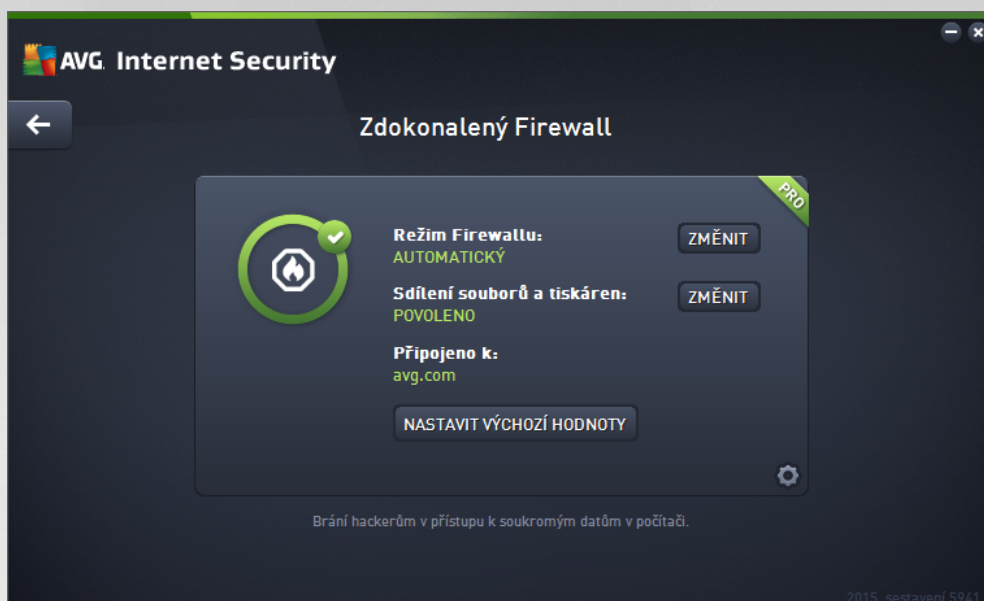 AVG. Internet Security
Zdokonalený Firewall
PRO
Režim Firewallu:
ZMĚNIT
AUTOMATICKÝ
Sdílení souborů a tiskáren:
ZMĚNIT
POVOLENO
Připojeno k:
avg.com
NASTAVIT VÝCHOZÍ HODNOTY
Brání hackerům v přístupu k soukromým datům v počítači.
2015, sestavení 5941